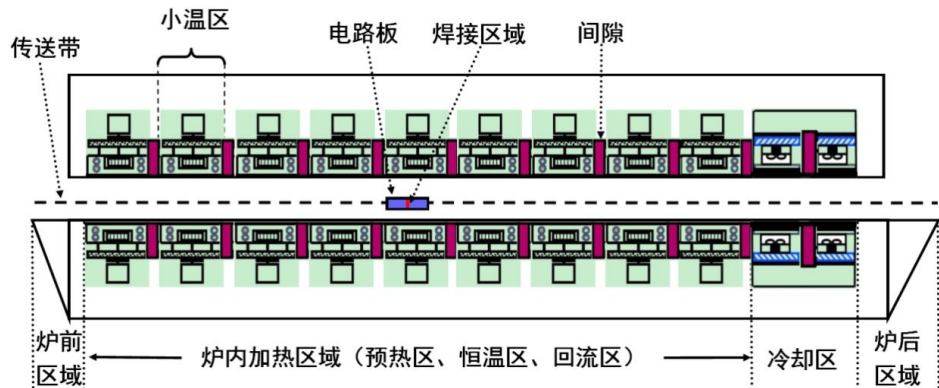 小温区
电路板
焊接区域
间隙
传送带
炉前
区域
炉内加热区域（预热区、恒温区、回流区）
冷却区
炉后
区域